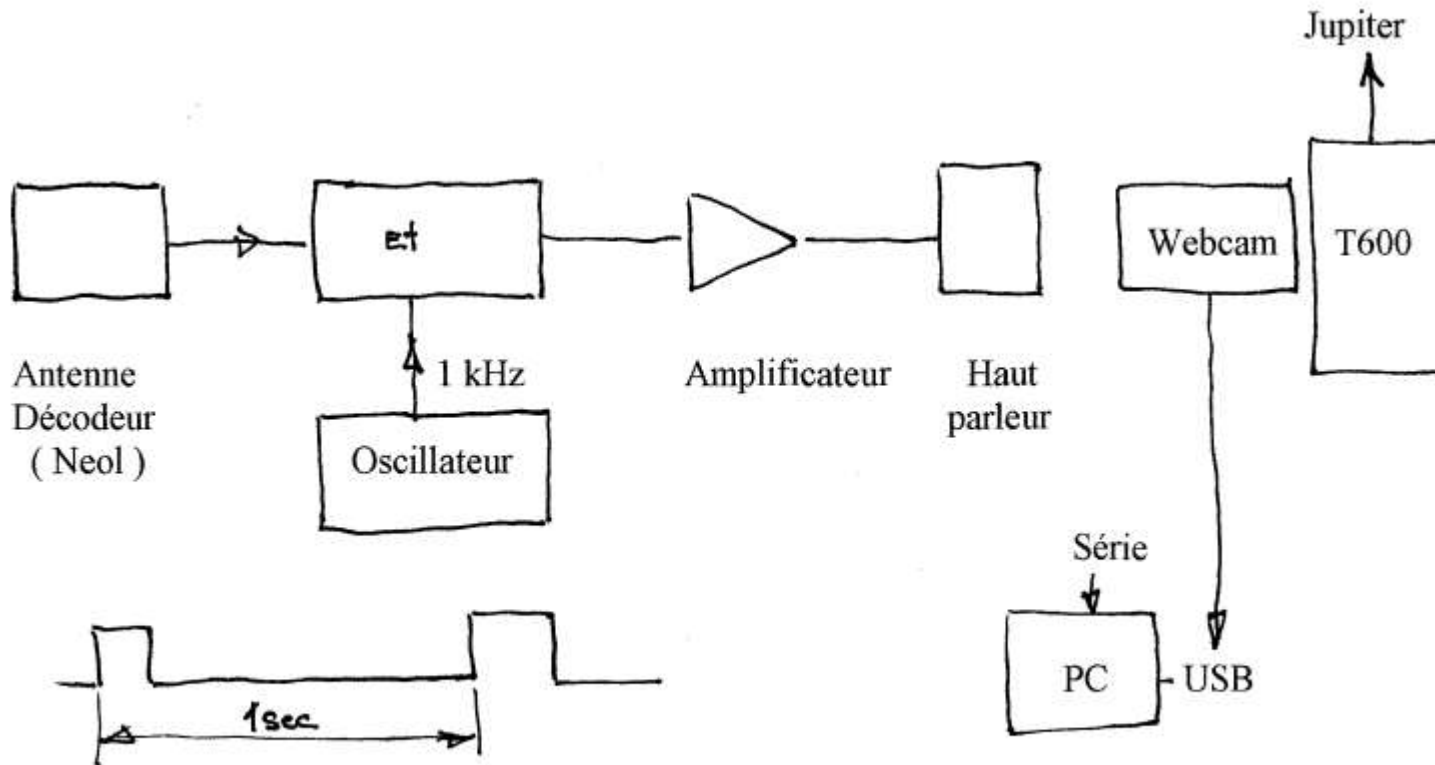 Jupiter
et
Webcam
T600
Antenne
Décodeur
( Neol )
1 kHz
Oscillateur
Amplificateur
Haut
parleur
Série
PC
USB
1sec